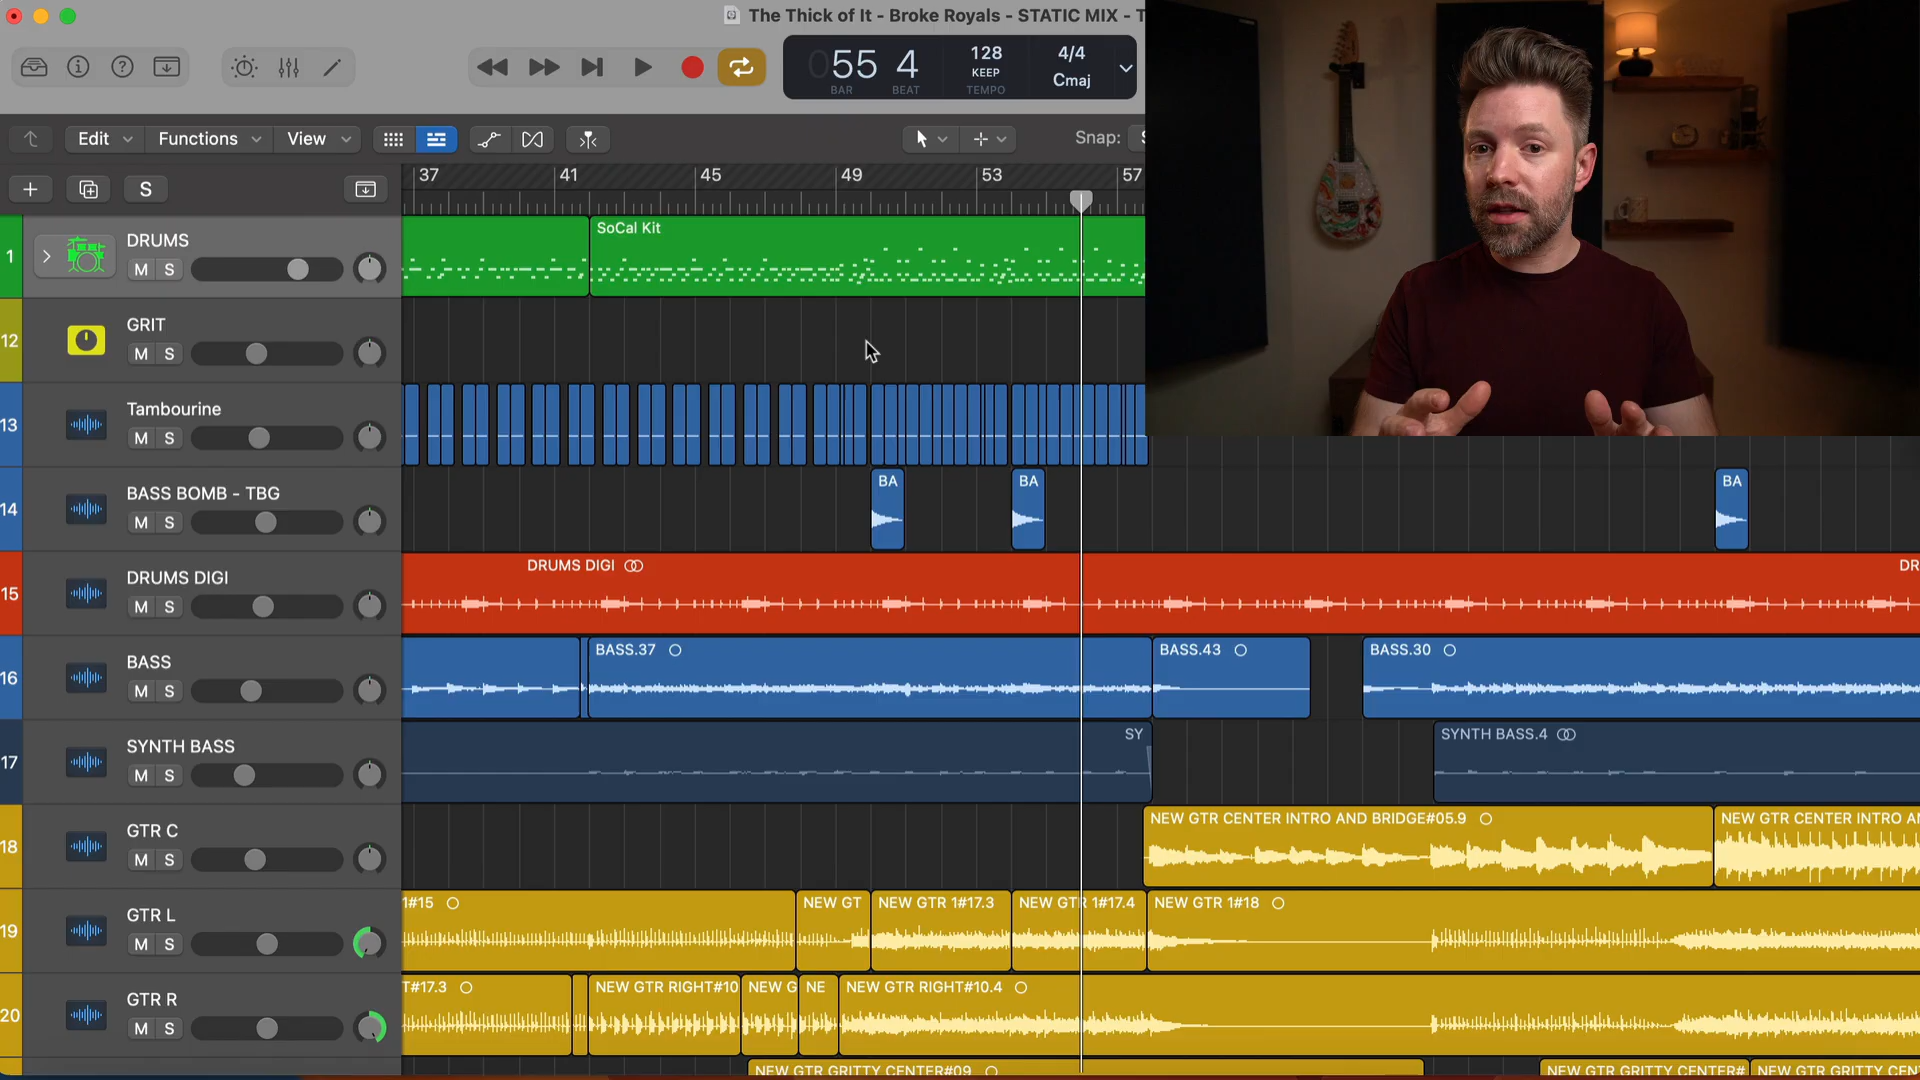 The Thick of It - Broke Royals - STATIC MIX - T
55 4
BAR BEAT
128
KEEP
TEMPO
4/4
Cmaj
Edit
Functions
View
Snap:
S
37 41 45 49 53 57
1
DRUMS
M S
SoCal Kit
12
GRIT
M S
13
Tambourine
M S
14
BASS BOMB - TBG
M S
BA
BA
BA
15
DRUMS DIGI
M S
DRUMS DIGI
DR
16
BASS
M S
BASS.37
BASS.43
BASS.30
17
SYNTH BASS
M S
SY
SYNTH BASS.4
18
GTR C
M S
NEW GTR CENTER INTRO AND BRIDGE#05.9
NEW GTR CENTER INTRO AN
19
GTR L
M S
1#15
NEW GT
NEW GTR 1#17.3
NEW GTR 1#17.4
NEW GTR 1#18
20
GTR R
M S
T#17.3
NEW GTR RIGHT#10
NEW G
NE
NEW GTR RIGHT#10.4
NEW GTR GRITTY CENTER#09
NEW GTR GRITTY CENTER#
NEW GTR GRITTY CEN